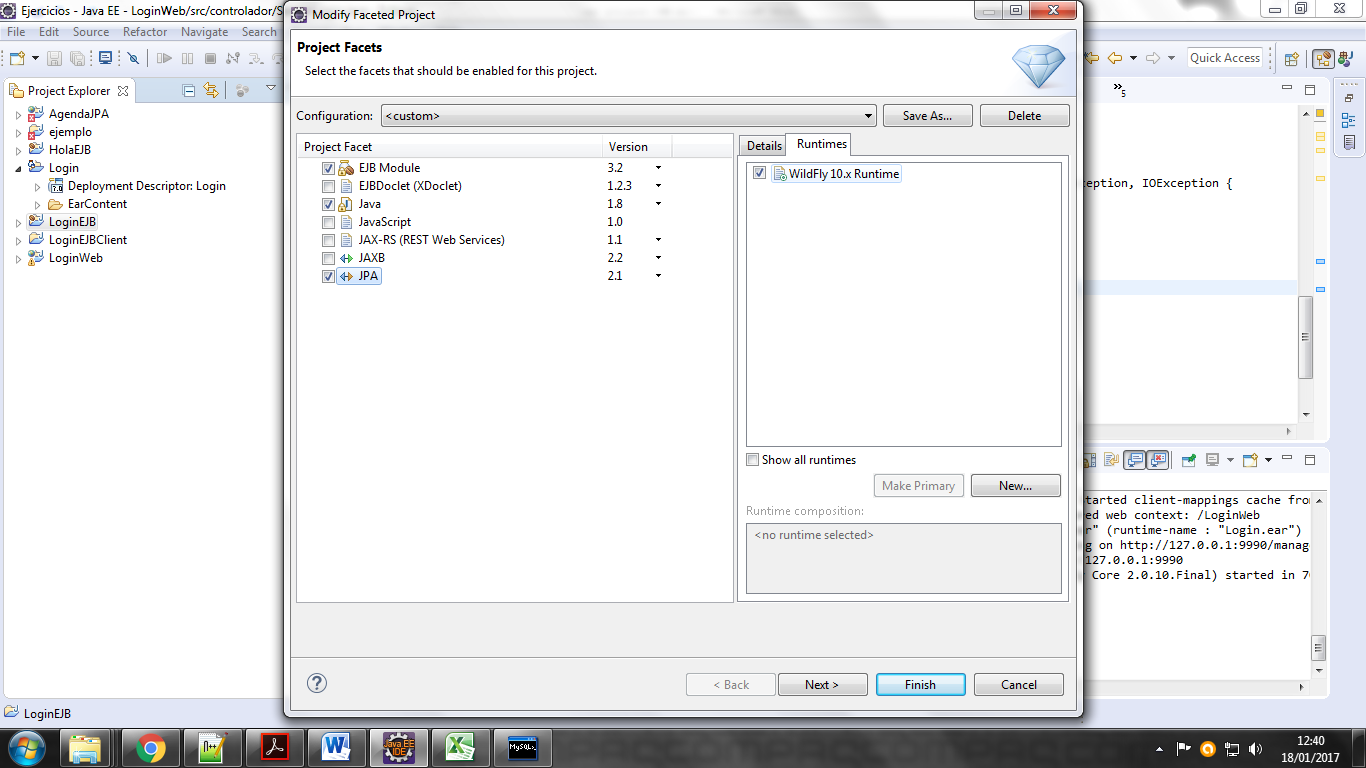 Ejercicios - Java EE - LoginWeb/src/controlador/S
File Edit Source Refactor Navigate Search
Quick Access
Project Explorer
AgendaJPA
ejemplo
HolaEJB
Login
Deployment Descriptor: Login
EarContent
LoginEJB
LoginEJBClient
LoginWeb
Modify Faceted Project
Project Facets
Select the facets that should be enabled for this project.
Configuration: <custom> Save As... Delete
Project Facet Version
EJB Module 3.2
EJBDoclet (XDoclet) 1.2.3
Java 1.8
JavaScript 1.0
JAX-RS (REST Web Services) 1.1
JAXB 2.2
JPA 2.1
Details Runtimes
WildFly 10.x Runtime
Show all runtimes
Make Primary New...
Runtime composition:
<no runtime selected>
< Back Next > Finish Cancel
»5
eption, IOException {
tarted client-mappings cache fro
ed web context: /LoginWeb
r" (runtime-name : "Login.ear")
g on http://127.0.0.1:9990/manag
127.0.0.1:9990
Core 2.0.10.Final) started in 7
LoginEJB
Java EE
IDE
MySQL
12:40
18/01/2017